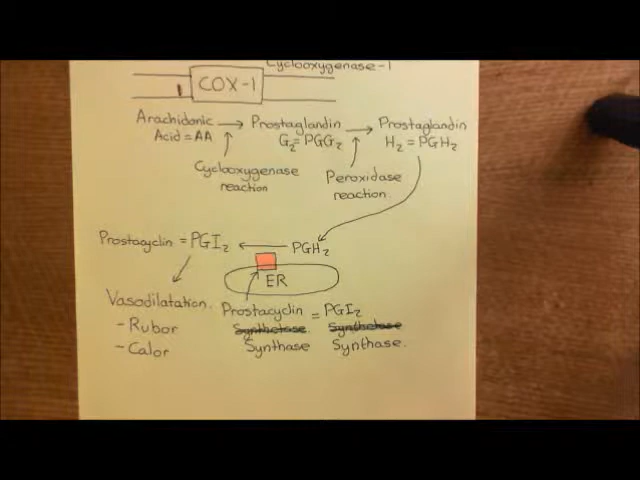 Cyclooxygenase-1
COX-1
Arachidonic
Acid = AA
Prostaglandin
G₂ = PGG₂
Prostaglandin
H₂ = PGH₂
Cyclooxygenase
reaction
Peroxidase
reaction.
Prostacyclin = PGI₂
PGH₂
ER
Vasodilatation.
- Rubor
- Calor
Prostacyclin = PGI₂
Synthetase. Synthetase
Synthase Synthase.